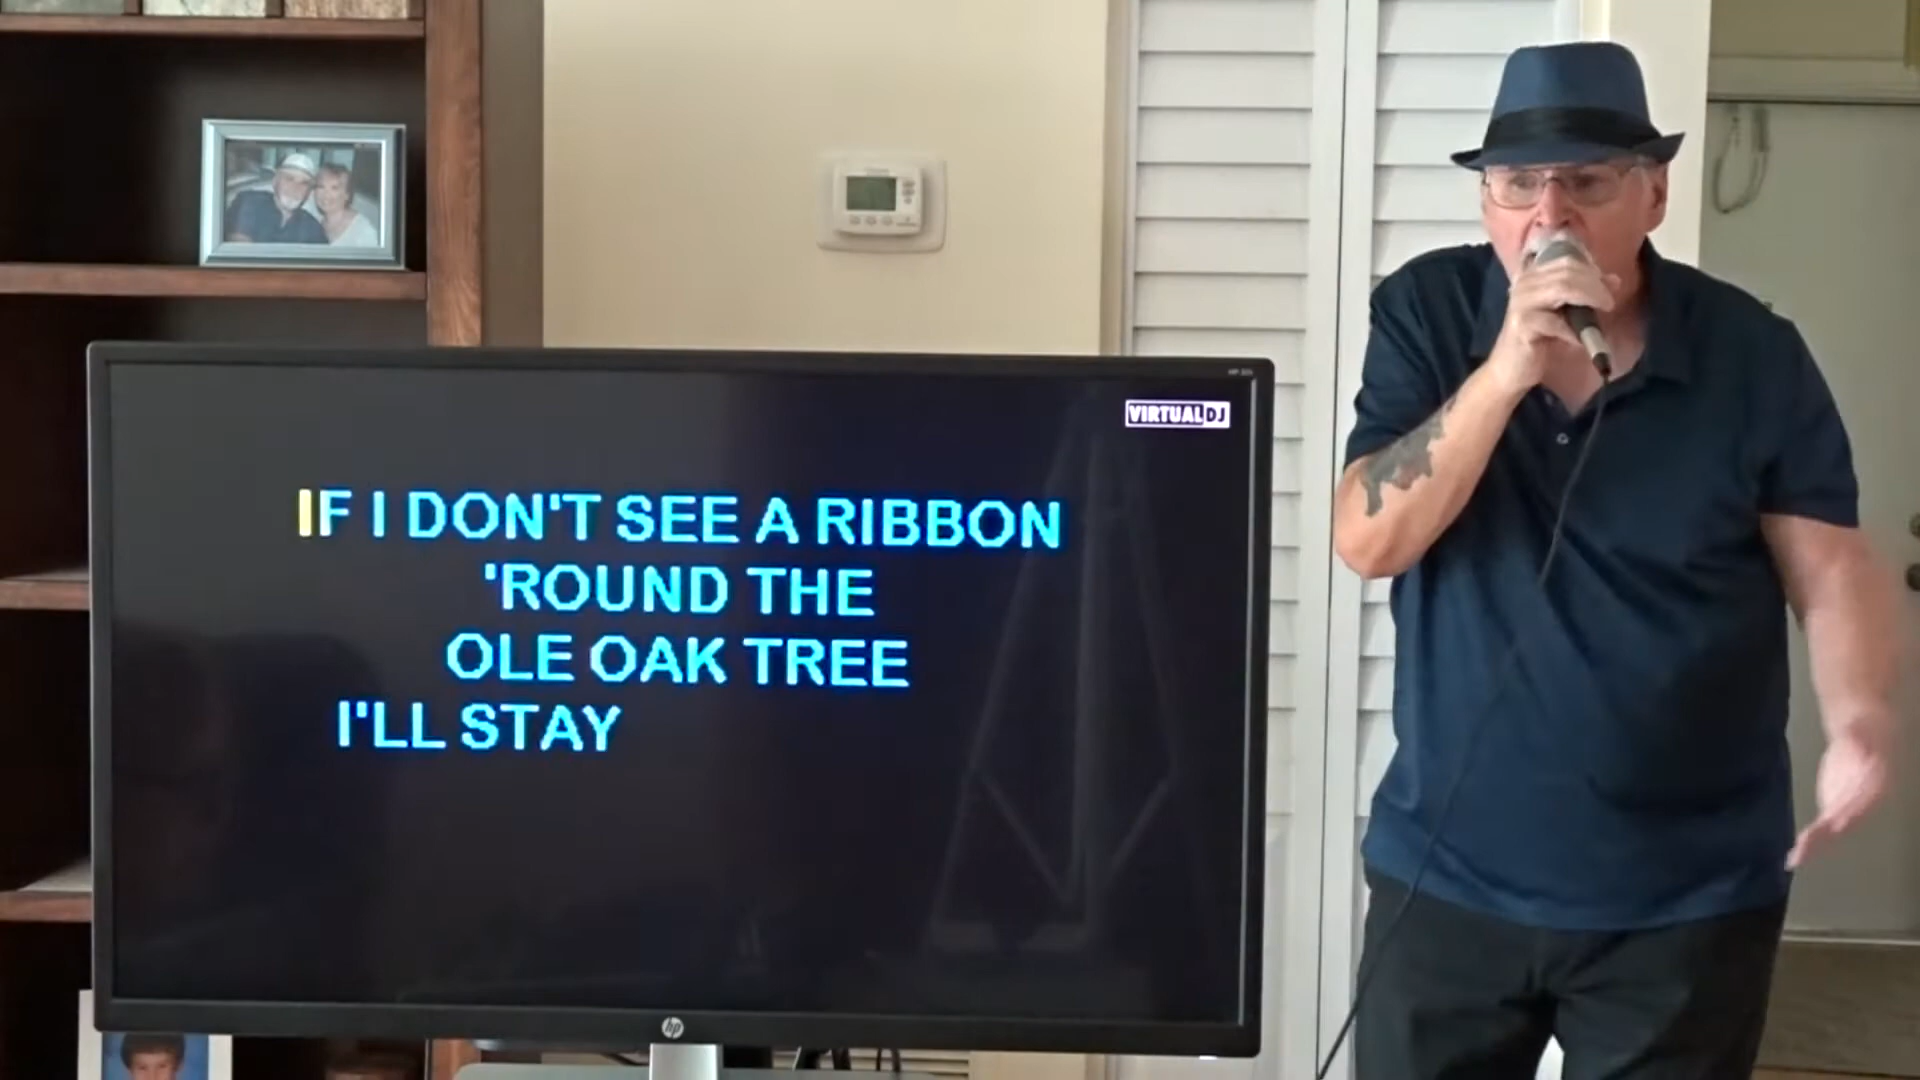 VIRTUALDJ
IF I DON'T SEE A RIBBON
'ROUND THE
OLE OAK TREE
I'LL STAY
hp